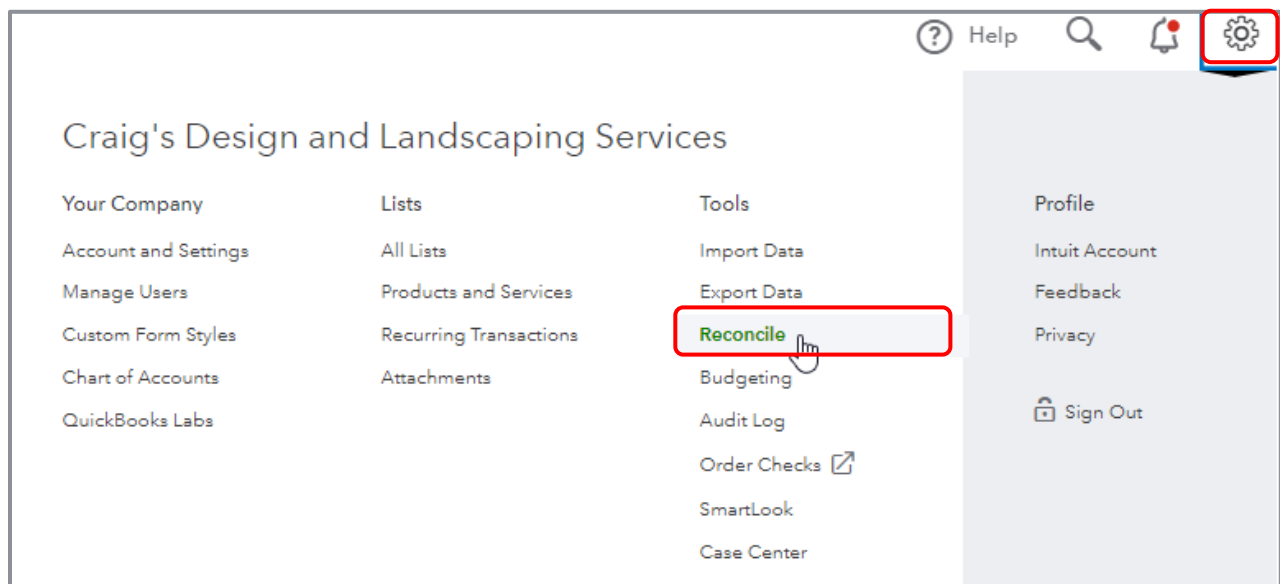 Help
Craig's Design and Landscaping Services
Your Company
Account and Settings
Manage Users
Custom Form Styles
Chart of Accounts
QuickBooks Labs
Lists
All Lists
Products and Services
Recurring Transactions
Attachments
Tools
Import Data
Export Data
Reconcile
Budgeting
Audit Log
Order Checks
SmartLook
Case Center
Profile
Intuit Account
Feedback
Privacy
Sign Out